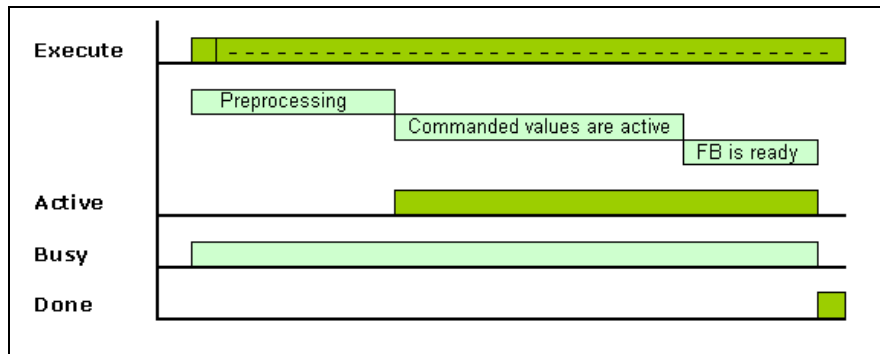 Execute
Preprocessing
Commanded values are active
FB is ready
Active
Busy
Done